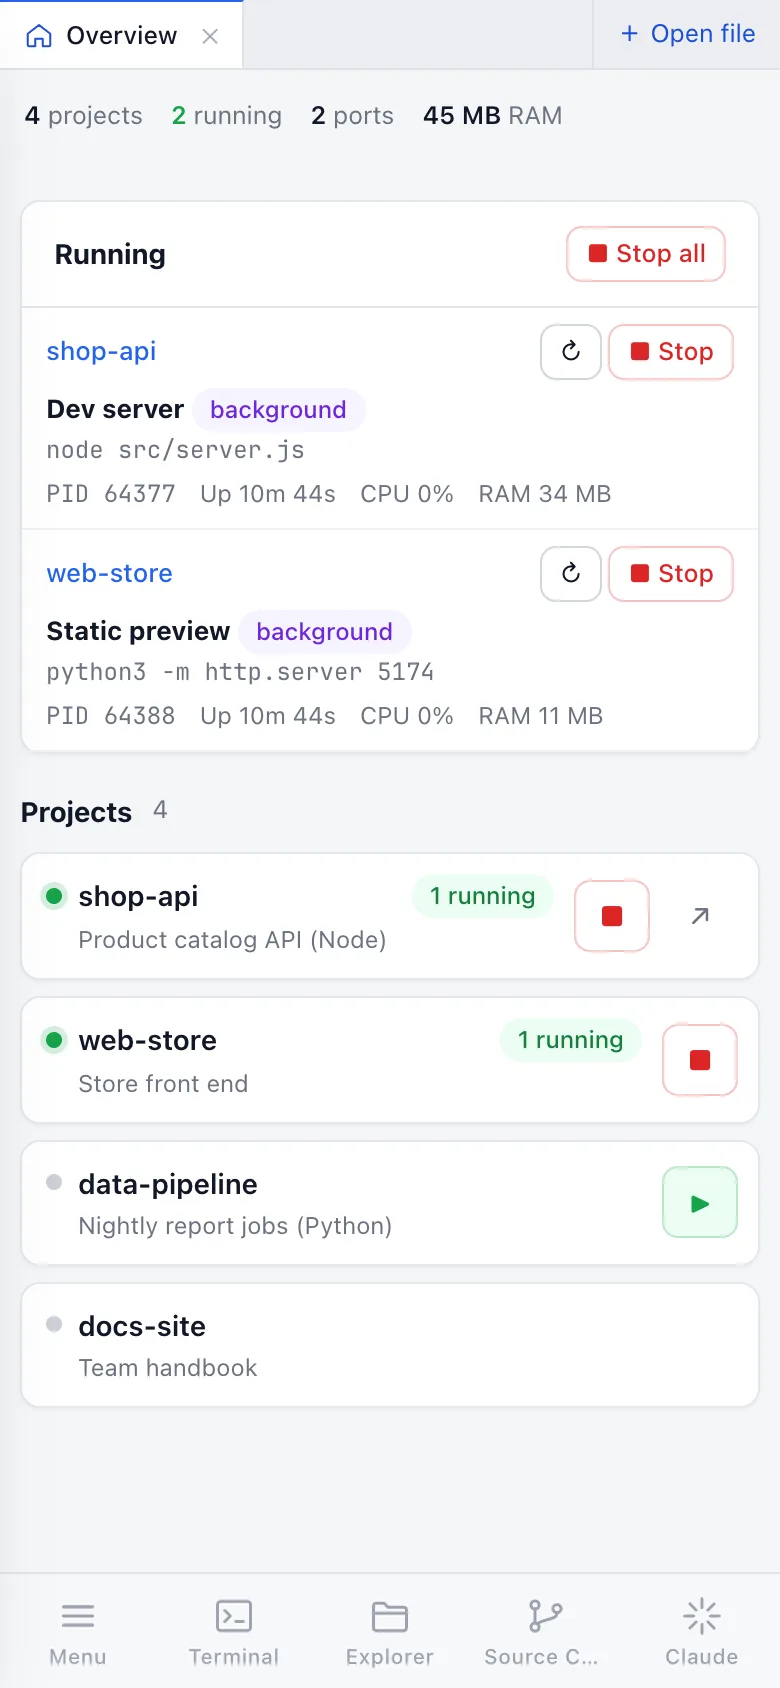 Overview
+ Open file
4 projects 2 running 2 ports 45 MB RAM
Running
Stop all
shop-api
Stop
Dev server background
node src/server.js
PID 64377 Up 10m 44s CPU 0% RAM 34 MB
web-store
Stop
Static preview background
python3 -m http.server 5174
PID 64388 Up 10m 44s CPU 0% RAM 11 MB
Projects 4
shop-api 1 running
Product catalog API (Node)
web-store 1 running
Store front end
data-pipeline
Nightly report jobs (Python)
docs-site
Team handbook
Menu Terminal Explorer Source C... Claude